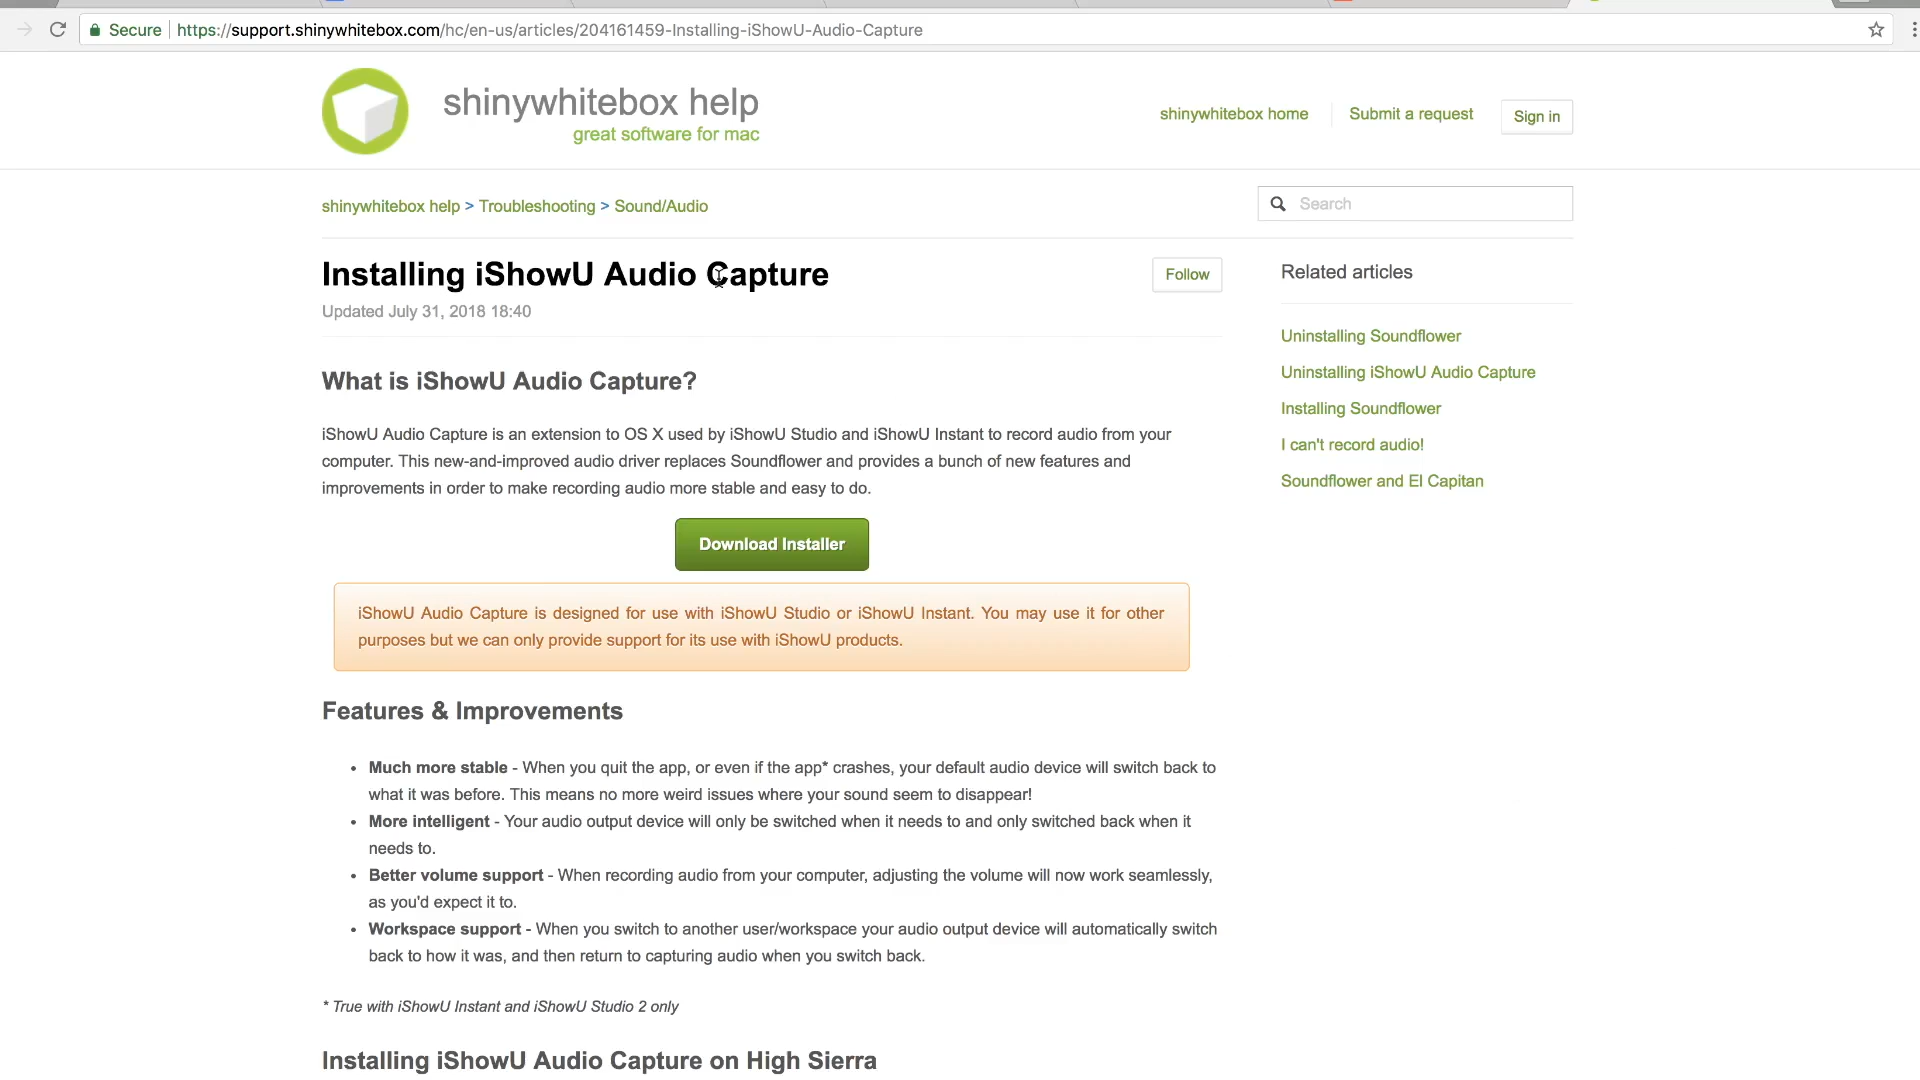 Secure
https://support.shinywhitebox.com/hc/en-us/articles/204161459-Installing-iShowU-Audio-Capture
shinywhitebox help
great software for mac
shinywhitebox home
Submit a request
Sign in
shinywhitebox help > Troubleshooting > Sound/Audio
Search
Installing iShowU Audio Capture
Follow
Updated July 31, 2018 18:40
What is iShowU Audio Capture?
iShowU Audio Capture is an extension to OS X used by iShowU Studio and iShowU Instant to record audio from your
computer. This new-and-improved audio driver replaces Soundflower and provides a bunch of new features and
improvements in order to make recording audio more stable and easy to do.
Download Installer
iShowU Audio Capture is designed for use with iShowU Studio or iShowU Instant. You may use it for other
purposes but we can only provide support for its use with iShowU products.
Features & Improvements
• Much more stable - When you quit the app, or even if the app* crashes, your default audio device will switch back to
what it was before. This means no more weird issues where your sound seem to disappear!
• More intelligent - Your audio output device will only be switched when it needs to and only switched back when it
needs to.
• Better volume support - When recording audio from your computer, adjusting the volume will now work seamlessly,
as you'd expect it to.
• Workspace support - When you switch to another user/workspace your audio output device will automatically switch
back to how it was, and then return to capturing audio when you switch back.
* True with iShowU Instant and iShowU Studio 2 only
Installing iShowU Audio Capture on High Sierra
Related articles
Uninstalling Soundflower
Uninstalling iShowU Audio Capture
Installing Soundflower
I can't record audio!
Soundflower and El Capitan